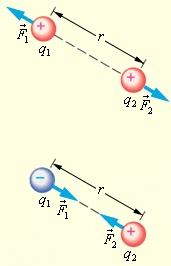 +
r
F⃗₁
q₁
+
q₂
F⃗₂
r
−
q₁
F⃗₁
+
F⃗₂
q₂